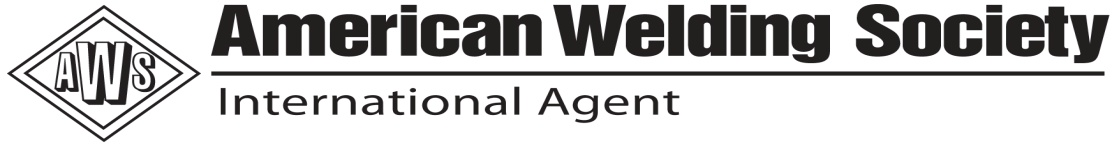 AWS
American Welding Society
International Agent